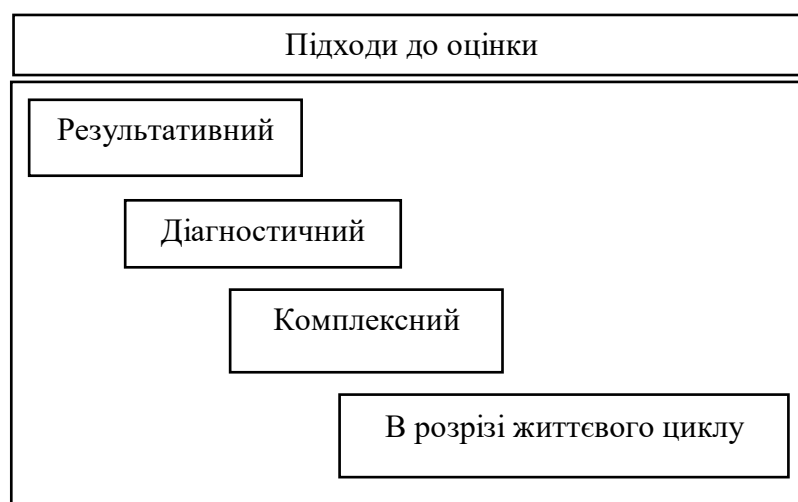 Підходи до оцінки
Результативний
Діагностичний
Комплексний
В розрізі життєвого циклу